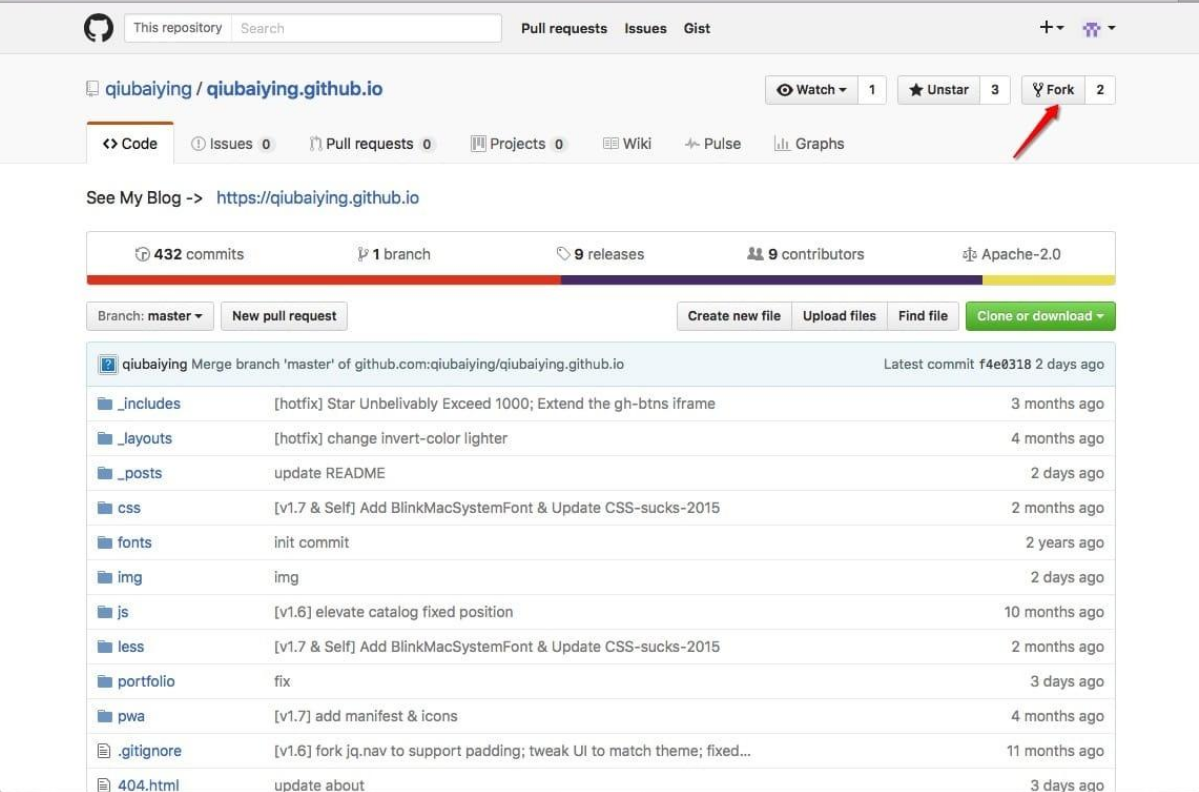 This repository Search Pull requests Issues Gist
qiubaiying / qiubaiying.github.io Watch 1 Unstar 3 Fork 2
Code Issues 0 Pull requests 0 Projects 0 Wiki Pulse Graphs
See My Blog -> https://qiubaiying.github.io
432 commits 1 branch 9 releases 9 contributors Apache-2.0
Branch: master New pull request Create new file Upload files Find file Clone or download
qiubaiying Merge branch 'master' of github.com:qiubaiying/qiubaiying.github.io Latest commit f4e0318 2 days ago
_includes [hotfix] Star Unbelivably Exceed 1000; Extend the gh-btns iframe 3 months ago
_layouts [hotfix] change invert-color lighter 4 months ago
_posts update README 2 days ago
css [v1.7 & Self] Add BlinkMacSystemFont & Update CSS-sucks-2015 2 months ago
fonts init commit 2 years ago
img img 2 days ago
js [v1.6] elevate catalog fixed position 10 months ago
less [v1.7 & Self] Add BlinkMacSystemFont & Update CSS-sucks-2015 2 months ago
portfolio fix 3 days ago
pwa [v1.7] add manifest & icons 4 months ago
.gitignore [v1.6] fork jq.nav to support padding; tweak UI to match theme; fixed... 11 months ago
404.html update about 3 days ago